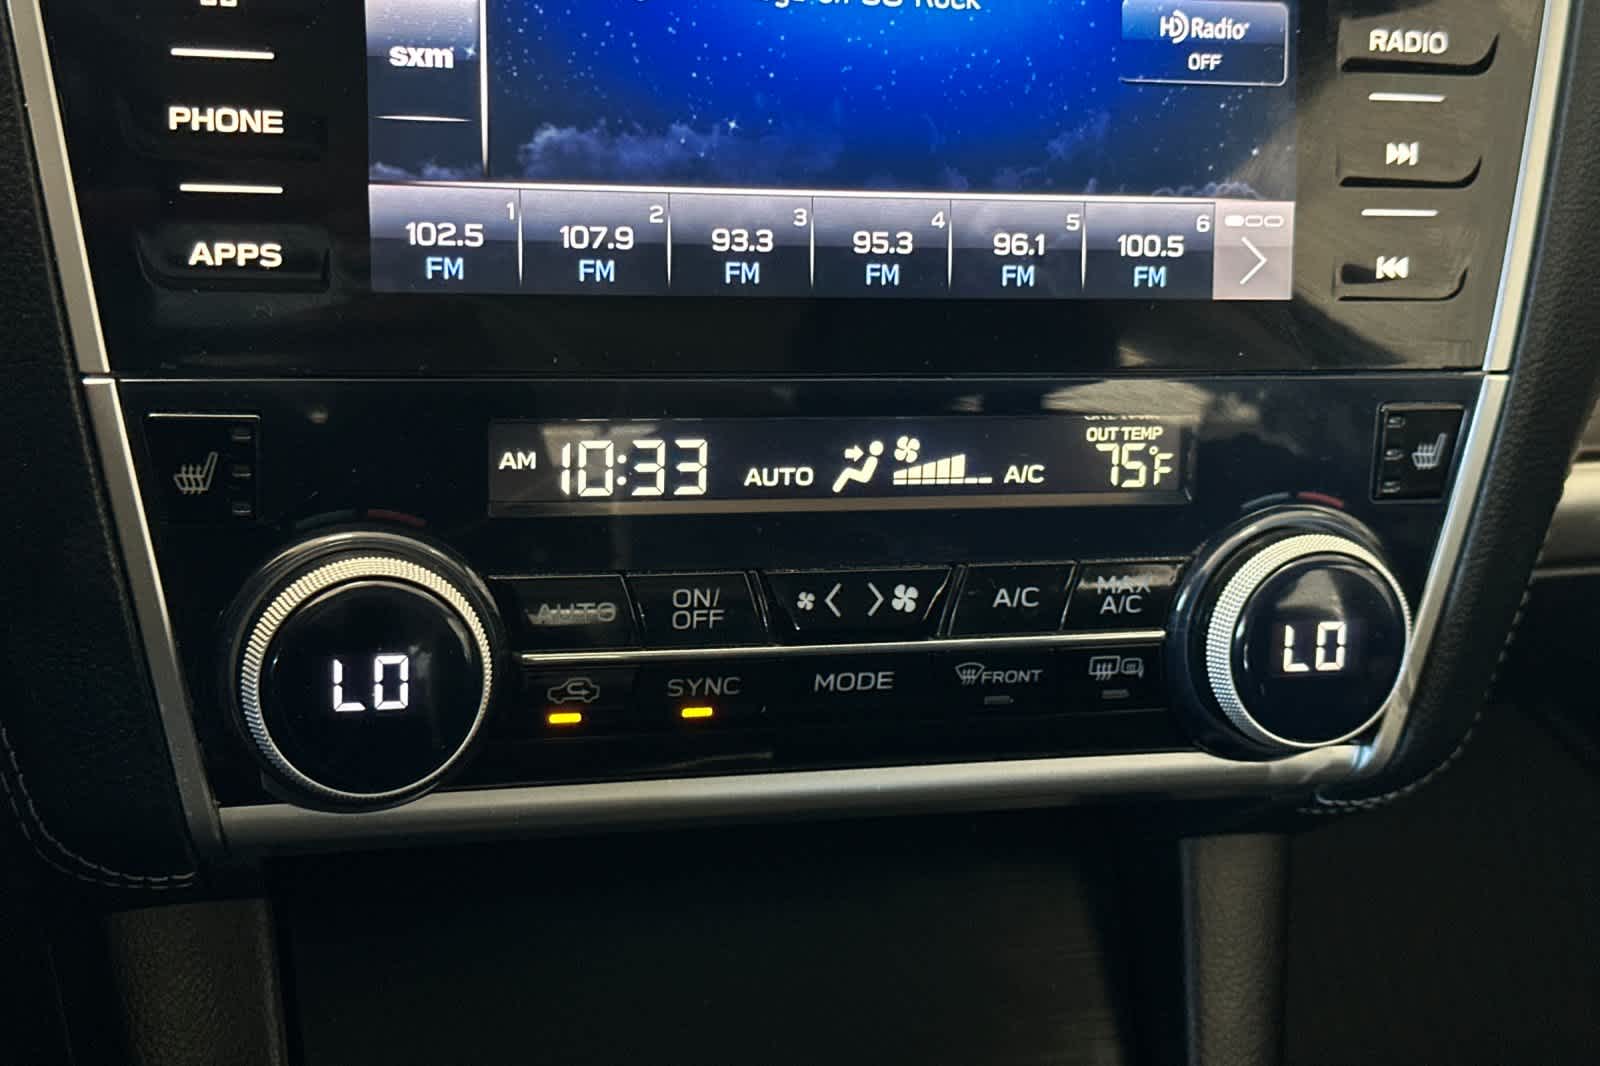 sxm
HD Radio
OFF
RADIO
PHONE
APPS
1
102.5
FM
2
107.9
FM
3
93.3
FM
4
95.3
FM
5
96.1
FM
6
100.5
FM
AM 10:33
AUTO
A/C
OUT TEMP
75°F
LO
AUTO
ON/
OFF
A/C
MAX
A/C
LO
SYNC
MODE
FRONT